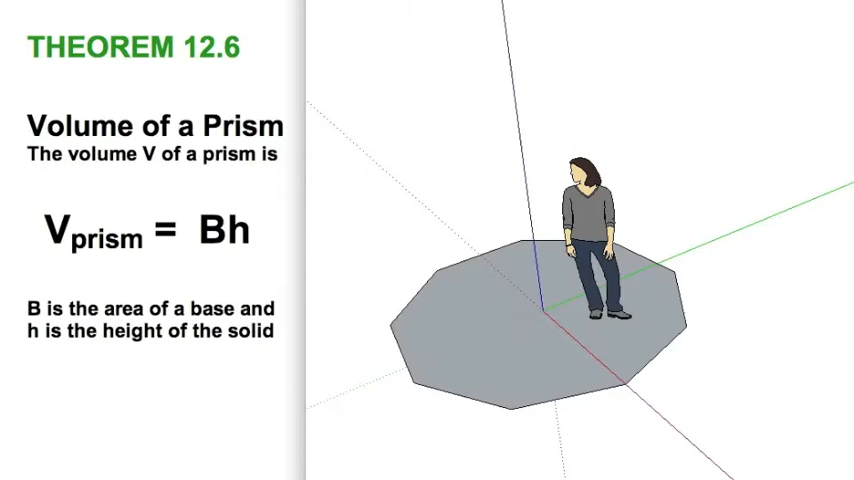 THEOREM 12.6
Volume of a Prism
The volume V of a prism is
Vprism = Bh
B is the area of a base and
h is the height of the solid